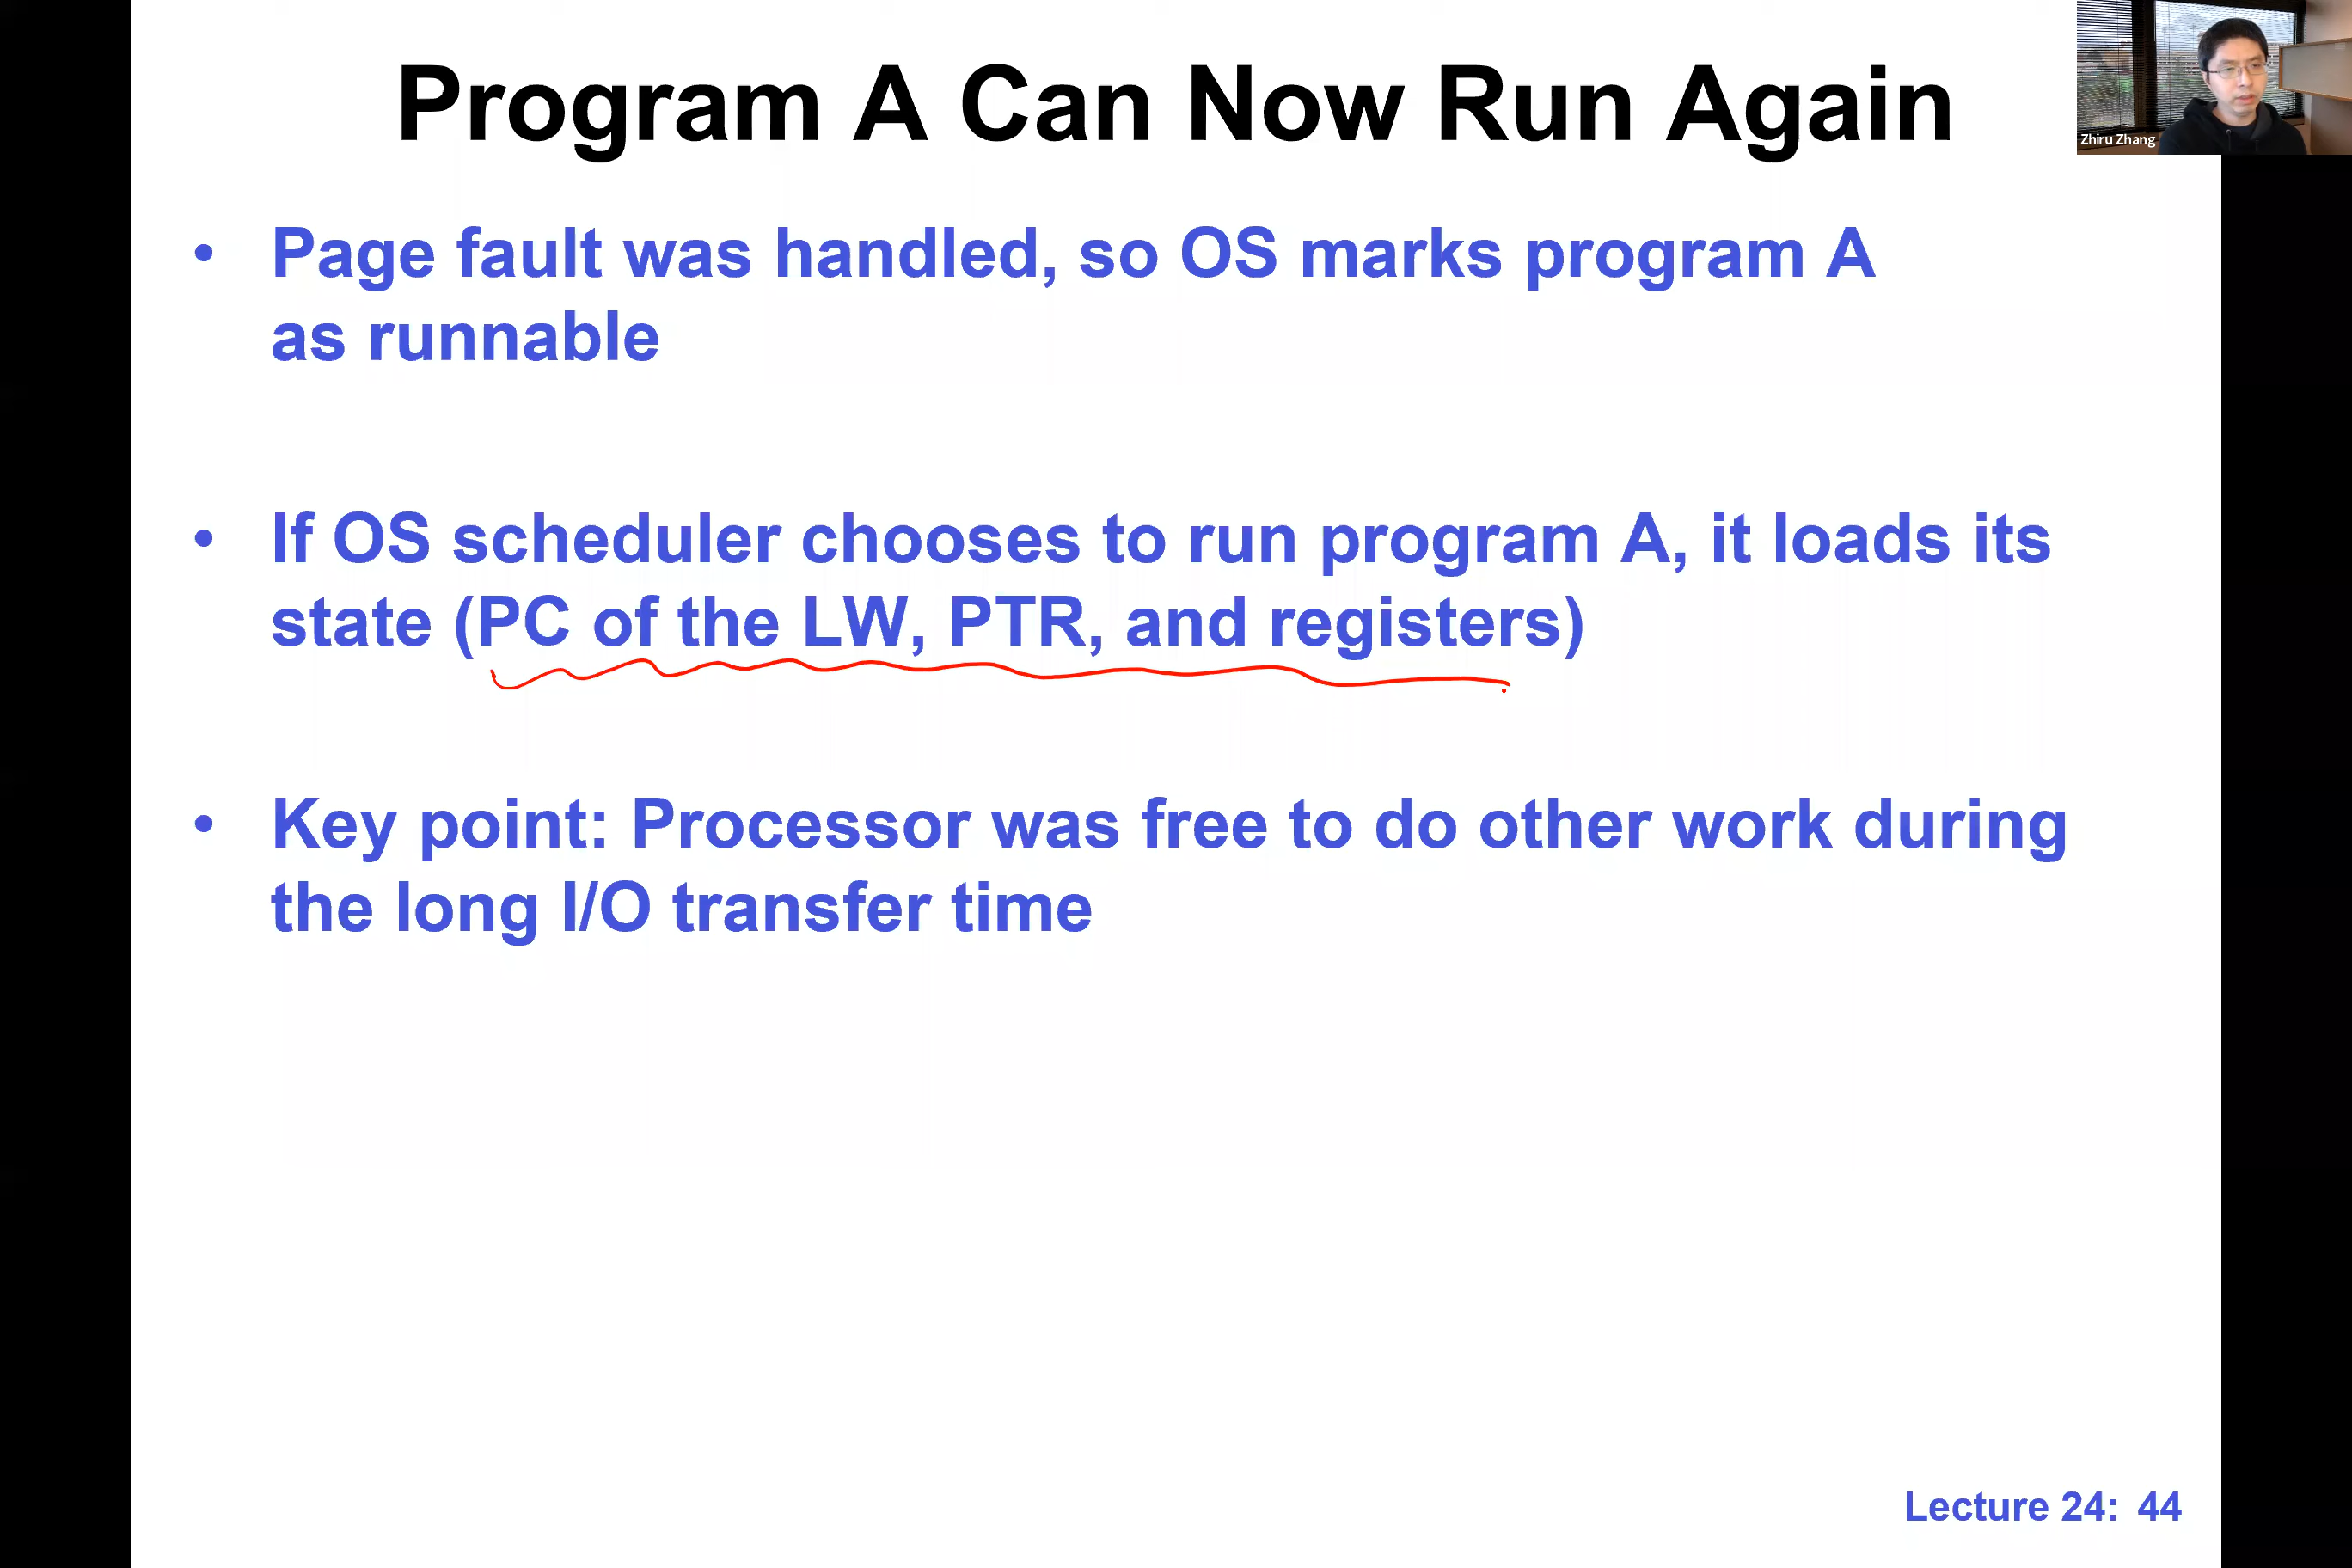 Program A Can Now Run Again
Zhiru Zhang
• Page fault was handled, so OS marks program A
as runnable
• If OS scheduler chooses to run program A, it loads its
state (PC of the LW, PTR, and registers)
• Key point: Processor was free to do other work during
the long I/O transfer time
Lecture 24: 44